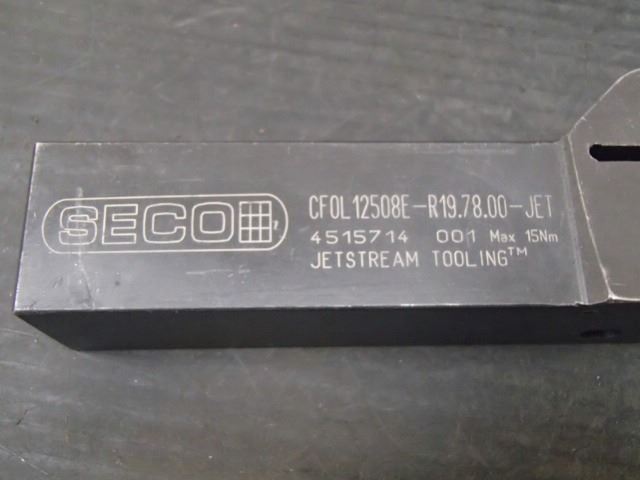 SECO
CFOL12508E-R19.78.00-JET
4515714 001 Max 15Nm
JETSTREAM TOOLING™